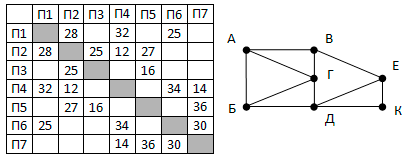 П1 П2 П3 П4 П5 П6 П7
П1 28 32 25
П2 28 25 12 27
П3 25 16
П4 32 12 34 14
П5 27 16 36
П6 25 34 30
П7 14 36 30
А В
Е
Г
Б Д К